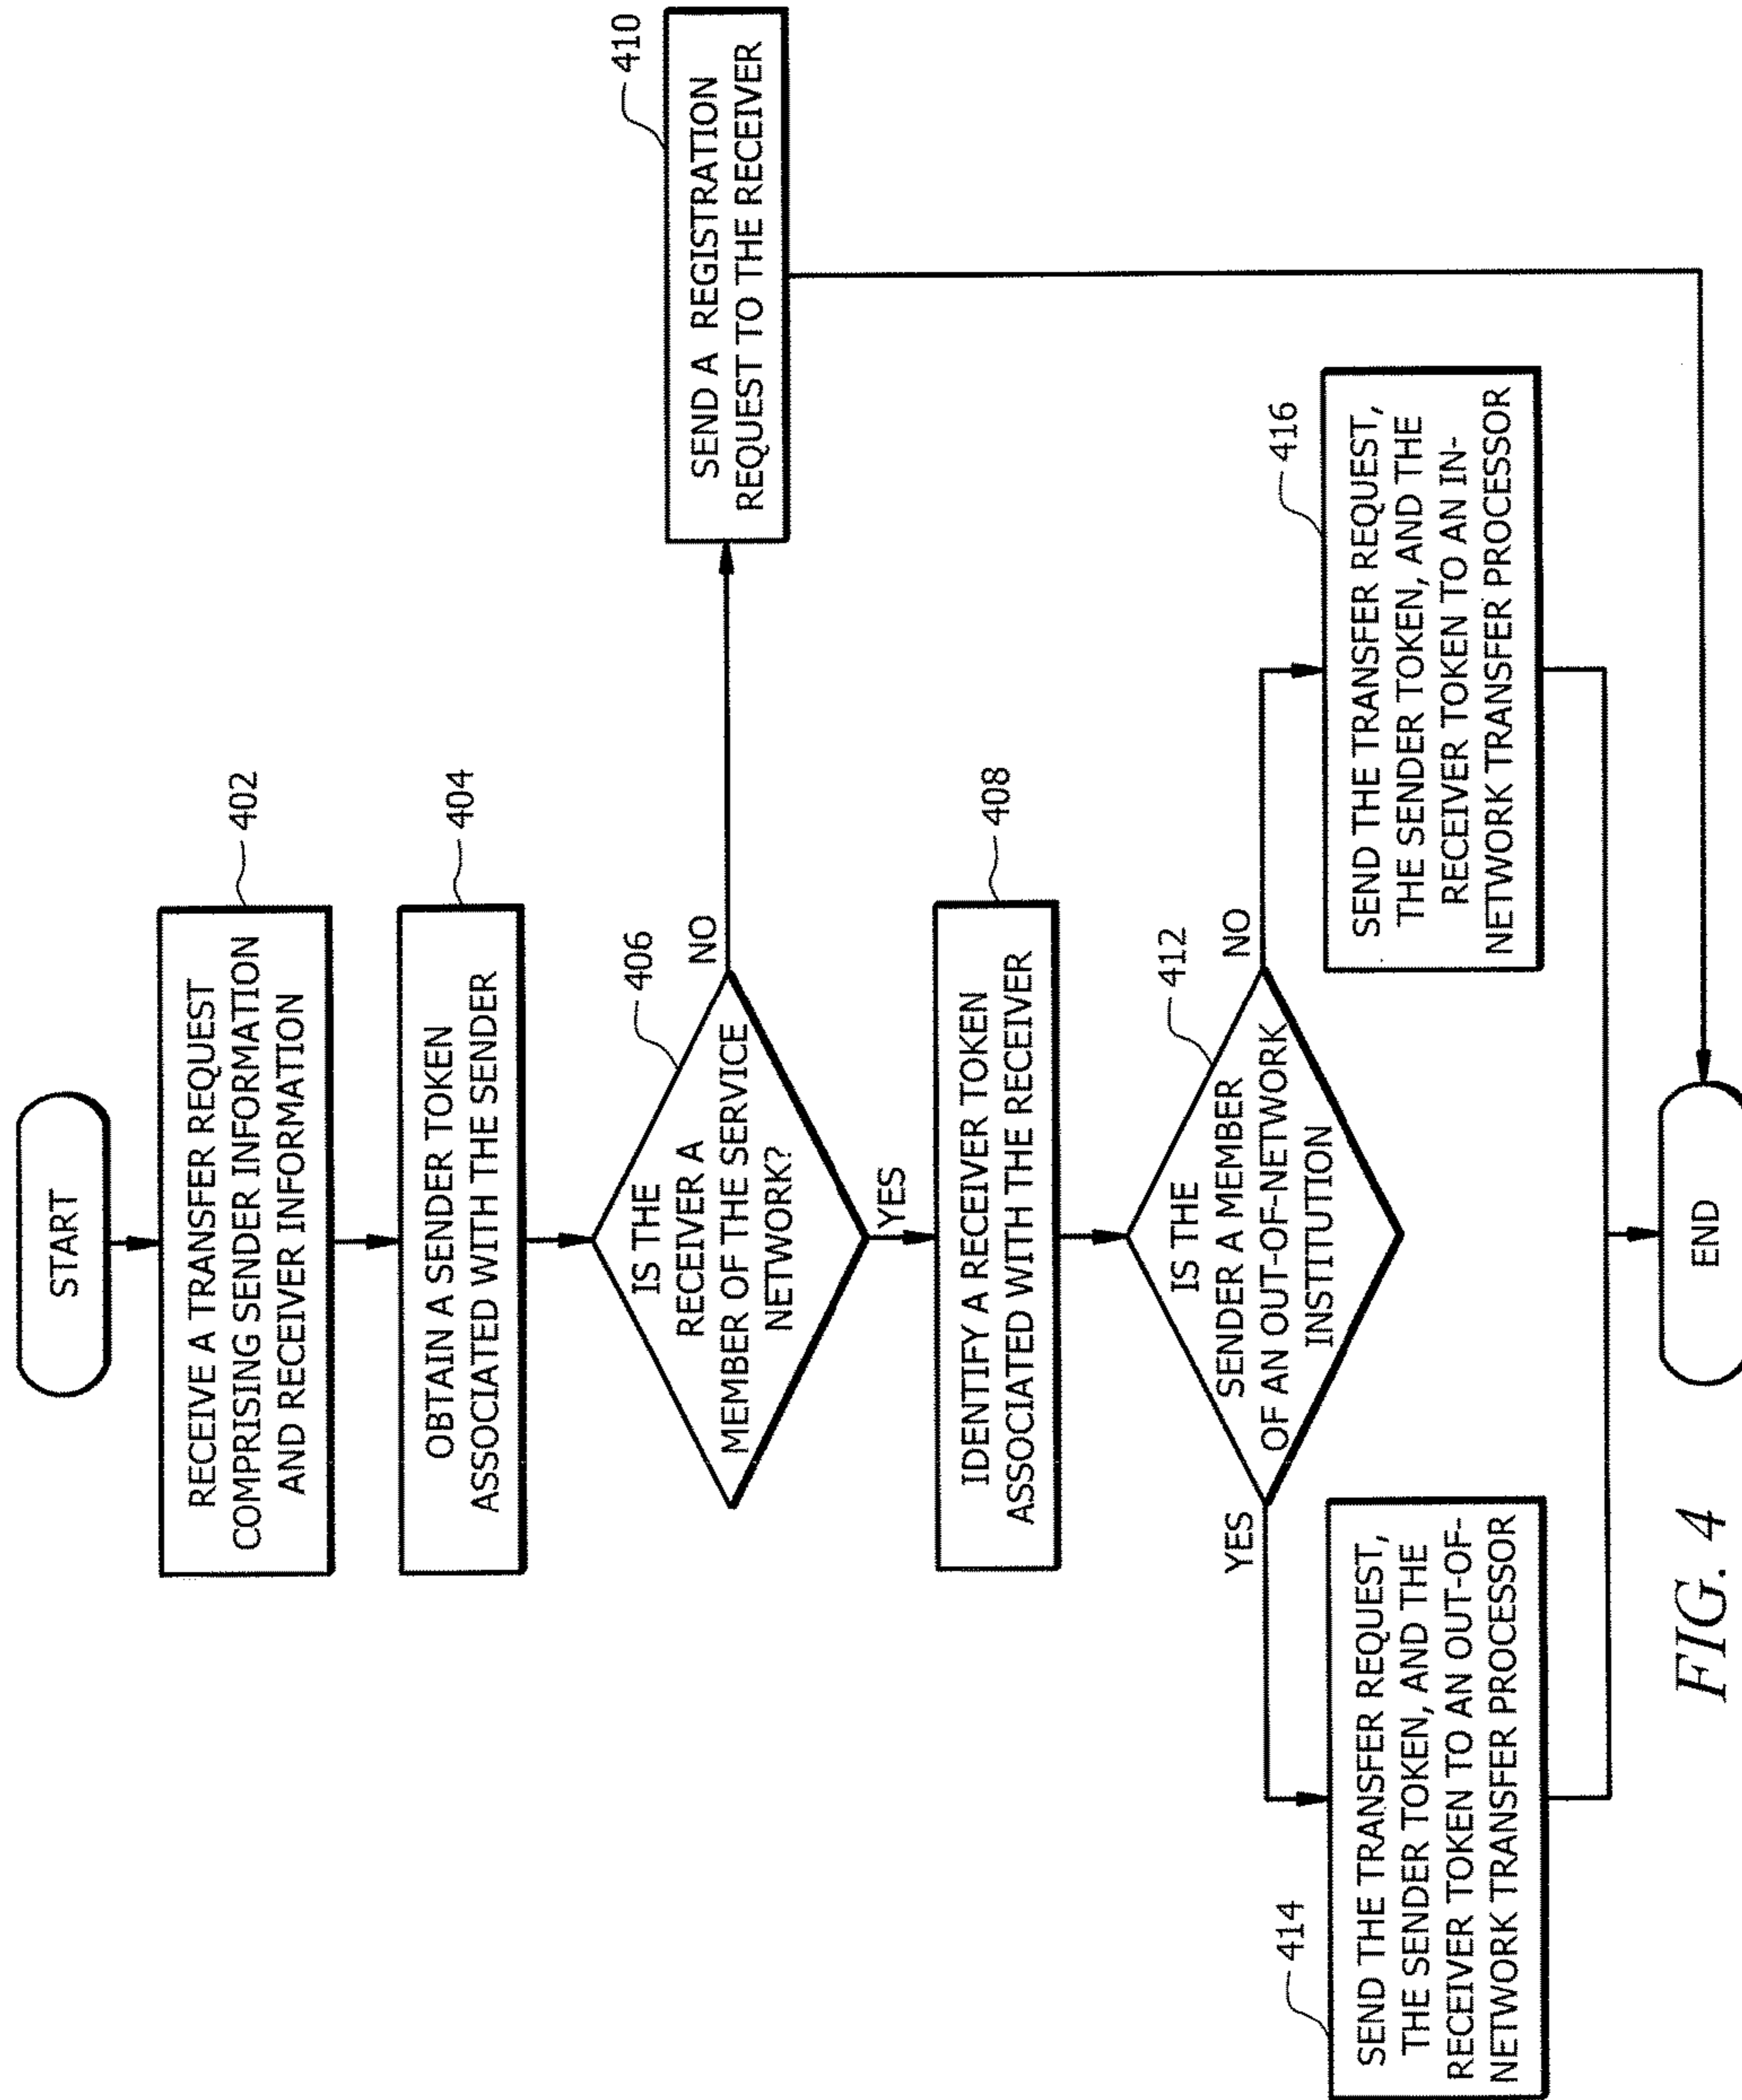 START
402
RECEIVE A TRANSFER REQUEST
COMPRISING SENDER INFORMATION
AND RECEIVER INFORMATION
404
OBTAIN A SENDER TOKEN
ASSOCIATED WITH THE SENDER
406
IS THE
RECEIVER A
MEMBER OF THE SERVICE
NETWORK?
NO
410
SEND A REGISTRATION
REQUEST TO THE RECEIVER
YES
408
IDENTIFY A RECEIVER TOKEN
ASSOCIATED WITH THE RECEIVER
412
IS THE
SENDER A MEMBER
OF AN OUT-OF-NETWORK
INSTITUTION
YES
NO
414
SEND THE TRANSFER REQUEST,
THE SENDER TOKEN, AND THE
RECEIVER TOKEN TO AN OUT-OF-
NETWORK TRANSFER PROCESSOR
416
SEND THE TRANSFER REQUEST,
THE SENDER TOKEN, AND THE
RECEIVER TOKEN TO AN IN-
NETWORK TRANSFER PROCESSOR
END
FIG. 4